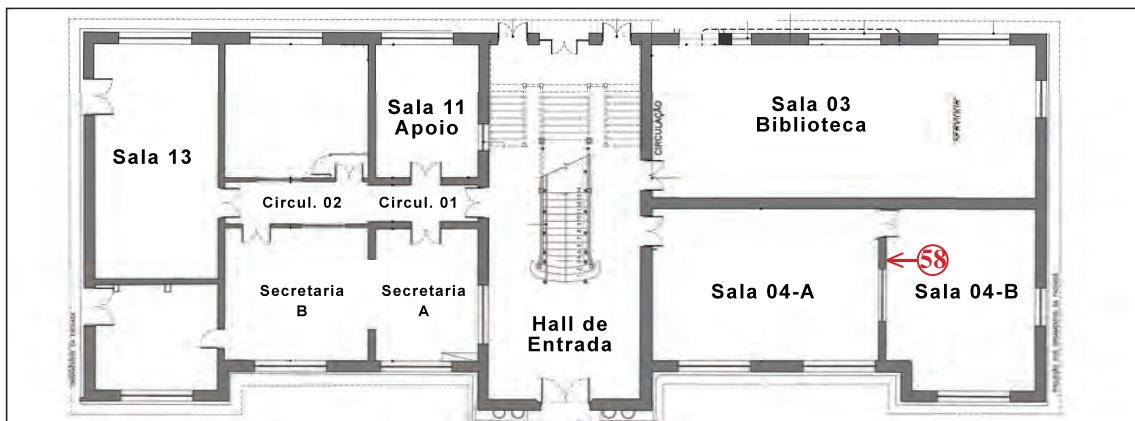 Sala 13
Sala 11
Apoio
CIRCULAÇÃO
Sala 03
Biblioteca
Circul. 02
Circul. 01
Secretaria
B
Secretaria
A
Hall de
Entrada
Sala 04-A
58
Sala 04-B